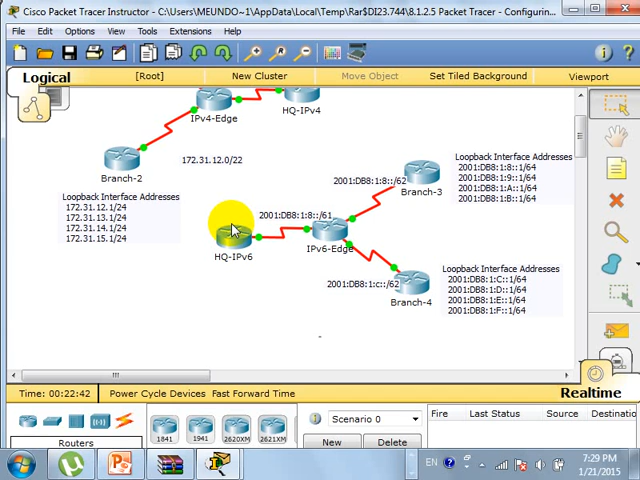 Cisco Packet Tracer Instructor - C:\Users\MEUNDO~1\AppData\Local\Temp\Rar$DI23.744\8.1.2.5 Packet Tracer - Configurin...
File Edit Options View Tools Extensions Help
Logical [Root] New Cluster Move Object Set Tiled Background Viewport
IPv4-Edge
HQ-IPv4
Branch-2
172.31.12.0/22
Loopback Interface Addresses
172.31.12.1/24
172.31.13.1/24
172.31.14.1/24
172.31.15.1/24
2001:DB8:1:8::/62
Branch-3
Loopback Interface Addresses
2001:DB8:1:8::1/64
2001:DB8:1:9::1/64
2001:DB8:1:A::1/64
2001:DB8:1:B::1/64
2001:DB8:1:8::/61
HQ-IPv6
IPv6-Edge
2001:DB8:1:c::/62
Branch-4
Loopback Interface Addresses
2001:DB8:1:C::1/64
2001:DB8:1:D::1/64
2001:DB8:1:E::1/64
2001:DB8:1:F::1/64
Time: 00:22:42 Power Cycle Devices Fast Forward Time
Realtime
Routers
1841 1941 2620XM 2621XM
Scenario 0
New Delete
Fire Last Status Source Destinatio
EN
7:29 PM
1/21/2015